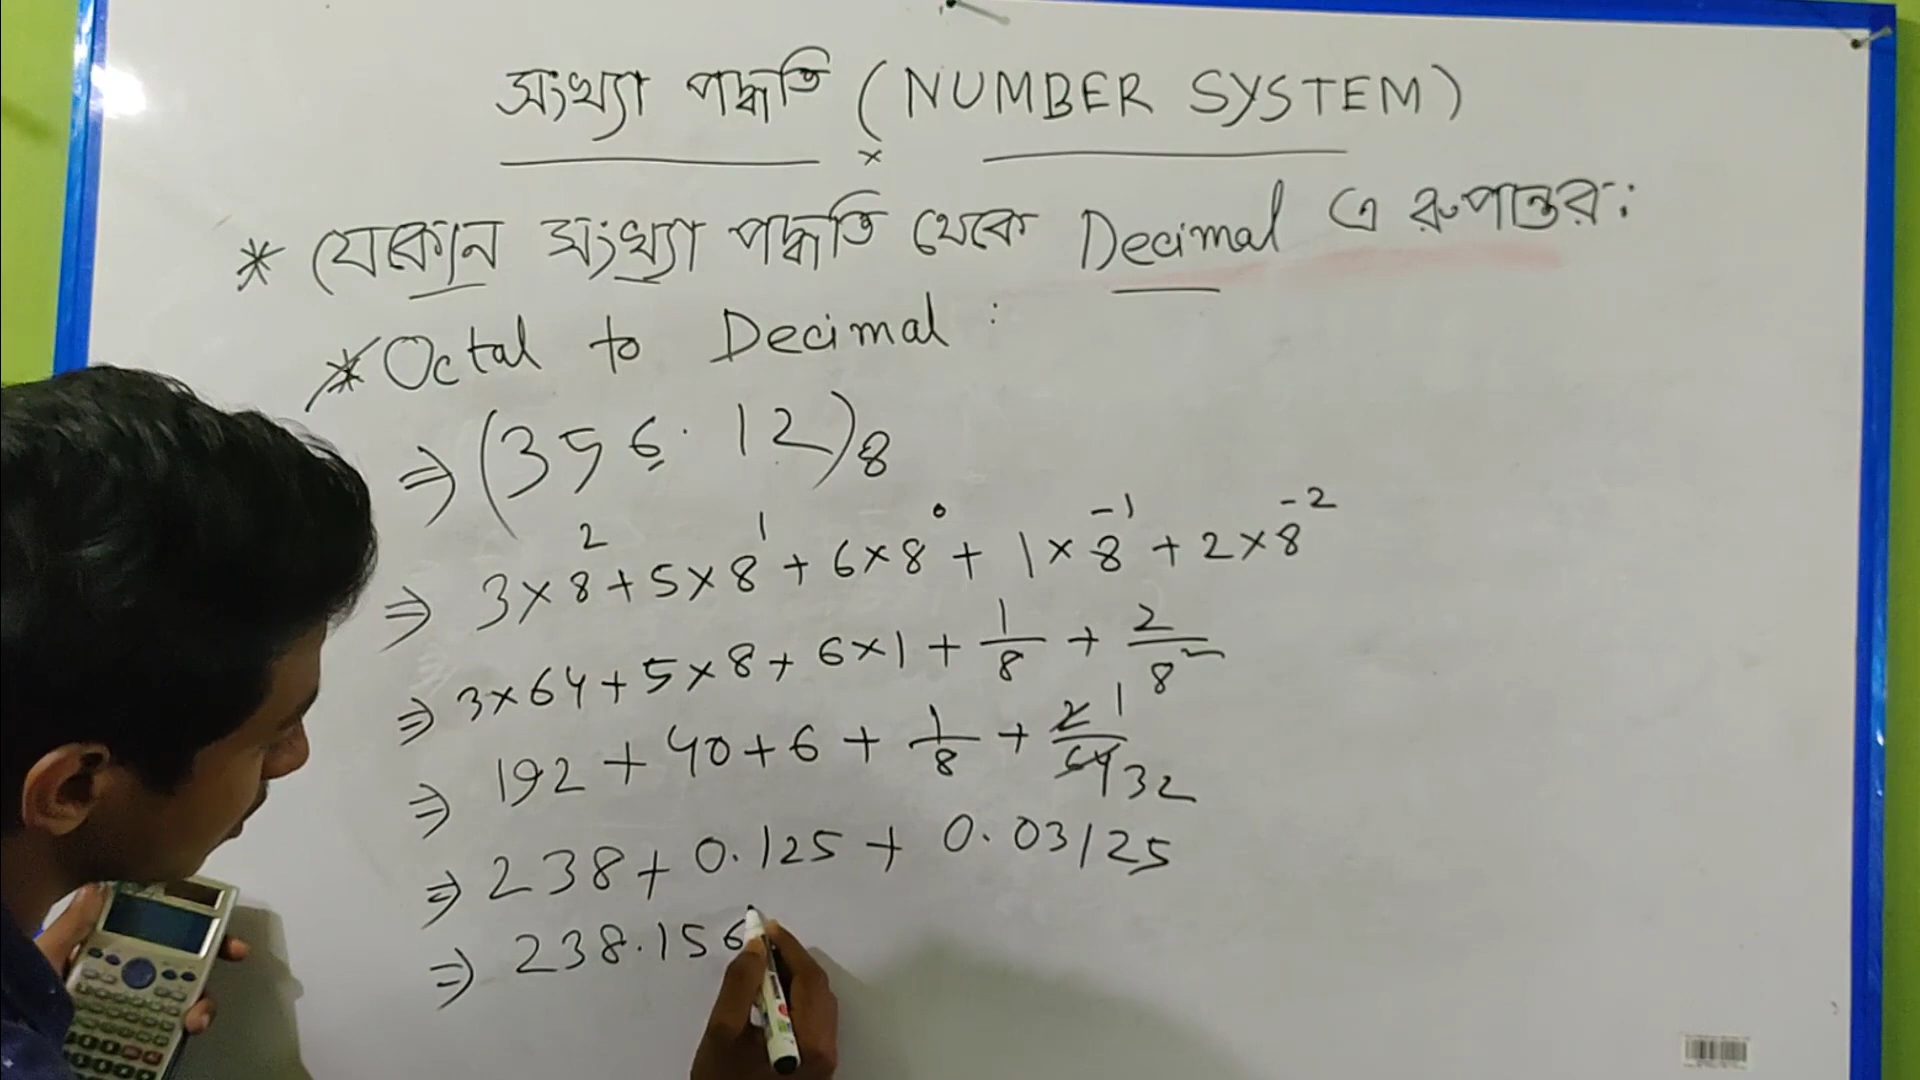 সংখ্যা পদ্ধতি (NUMBER SYSTEM)
x
* যেকোন সংখ্যা পদ্ধতি থেকে Decimal এ রুপান্তর:
* Octal to Decimal :
⇒ (356.12)₈
⇒ 3×8²+5×8¹+6×8⁰+1×8⁻¹+2×8⁻²
⇒ 3×64+5×8+6×1+1/8+2/8²
⇒ 192+40+6+1/8+2/64 1 32
⇒ 238+0.125+0.03125
⇒ 238.156